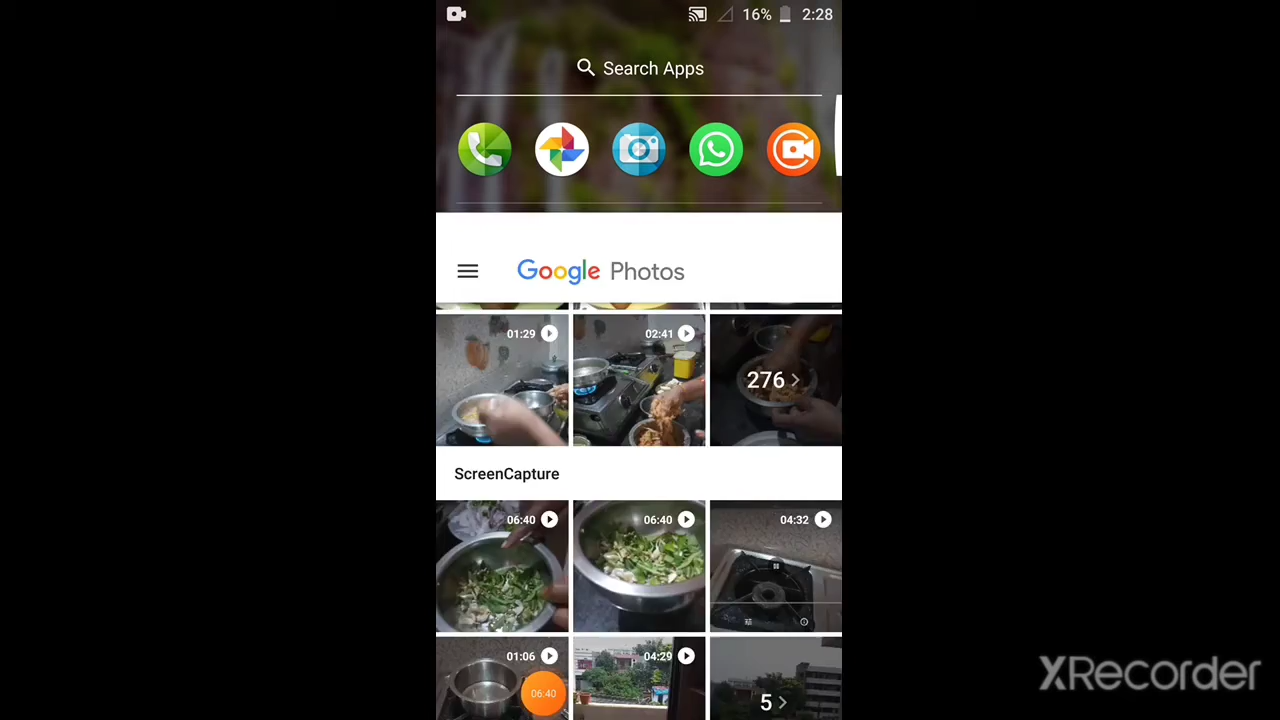 16% 2:28
Search Apps
Google Photos
01:29 02:41
276
ScreenCapture
06:40 06:40 04:32
01:06 04:29
06:40
5
XRecorder